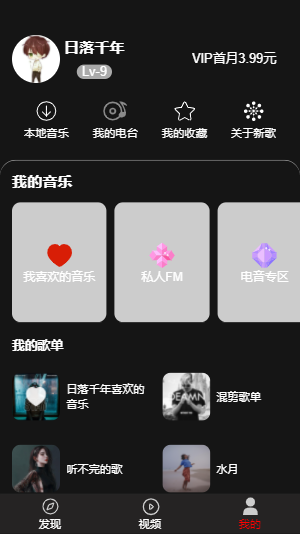 日落千年
Lv-9
VIP首月3.99元
本地音乐 我的电台 我的收藏 关于新歌
我的音乐
我喜欢的音乐 私人FM 电音专区
我的歌单
日落千年喜欢的
音乐
混剪歌单
DEAMN
听不完的歌
水月
发现 视频 我的